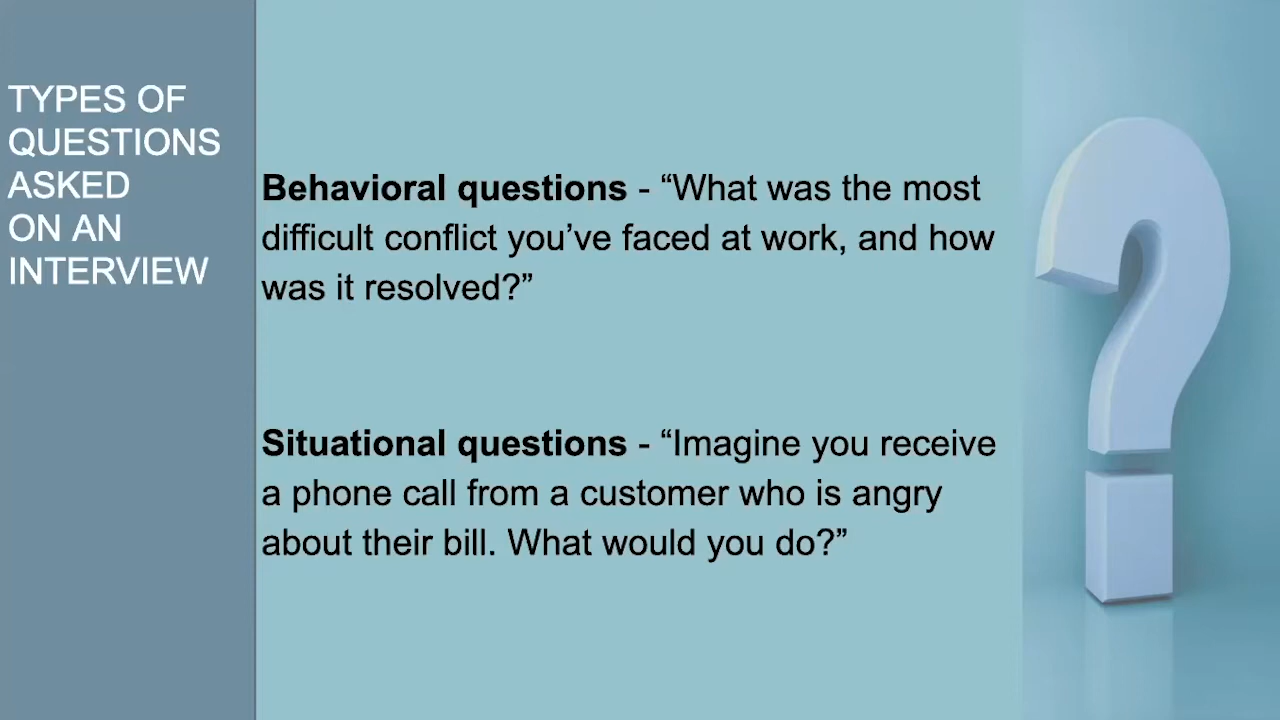 TYPES OF
QUESTIONS
ASKED
ON AN
INTERVIEW
Behavioral questions - “What was the most
difficult conflict you’ve faced at work, and how
was it resolved?”
Situational questions - “Imagine you receive
a phone call from a customer who is angry
about their bill. What would you do?”